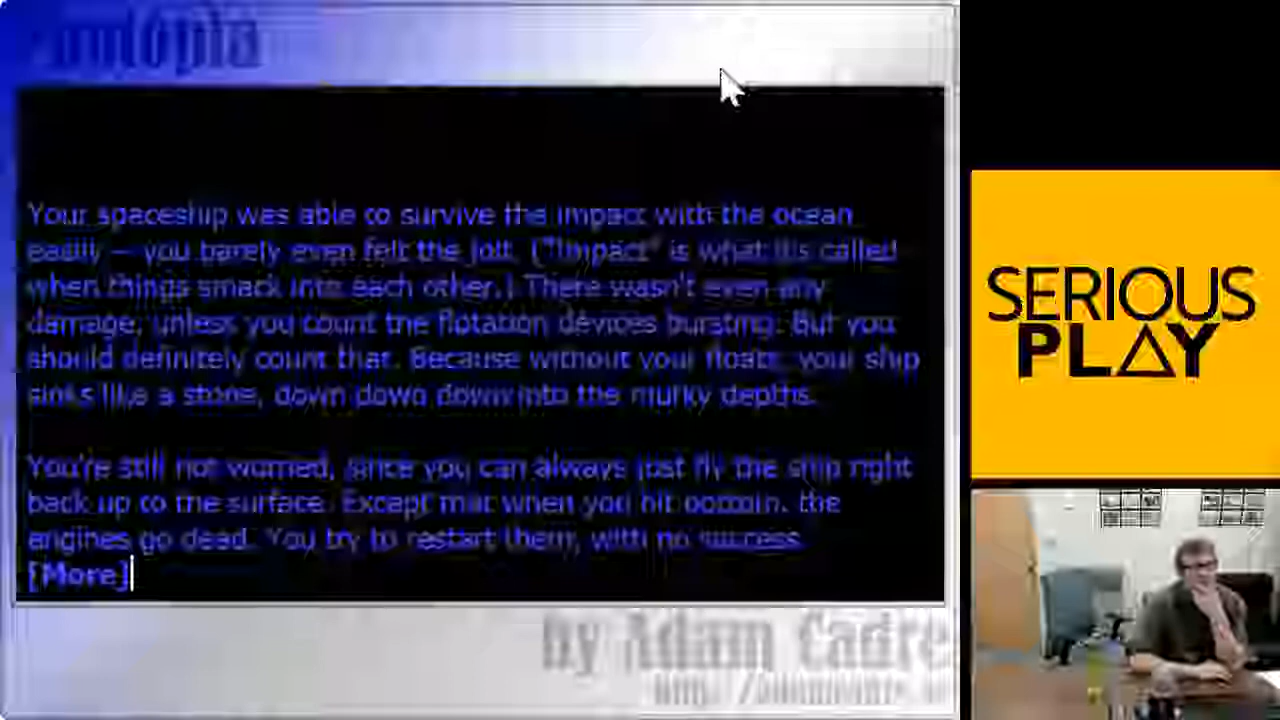 Your spaceship was able to survive the impact with the ocean
easily — you barely even felt the jolt. ("Impact" is what it's called
when things smack into each other.) There wasn't even any
damage, unless you count the flotation devices bursting. But you
should definitely count that. Because without your floats, your ship
sinks like a stone, down down down into the murky depths.
You're still not worried, since you can always just fly the ship right
back up to the surface. Except that when you hit bottom, the
engines go dead. You try to restart them, with no success.
[More]
by Adam Cadre
SERIOUS
PLAY